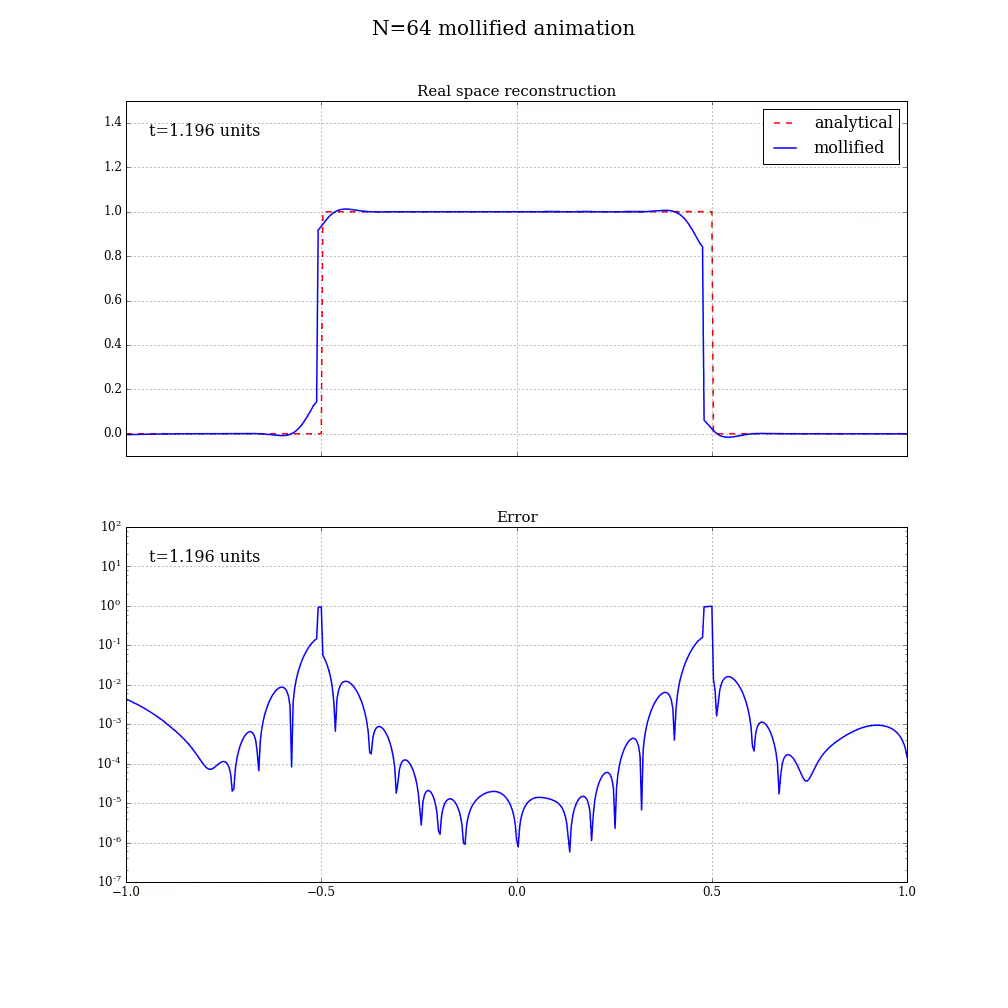 N=64 mollified animation
Real space reconstruction
t=1.196 units
analytical
mollified
1.4
1.2
1.0
0.8
0.6
0.4
0.2
0.0
Error
t=1.196 units
10²
10¹
10⁰
10⁻¹
10⁻²
10⁻³
10⁻⁴
10⁻⁵
10⁻⁶
10⁻⁷
−1.0 −0.5 0.0 0.5 1.0